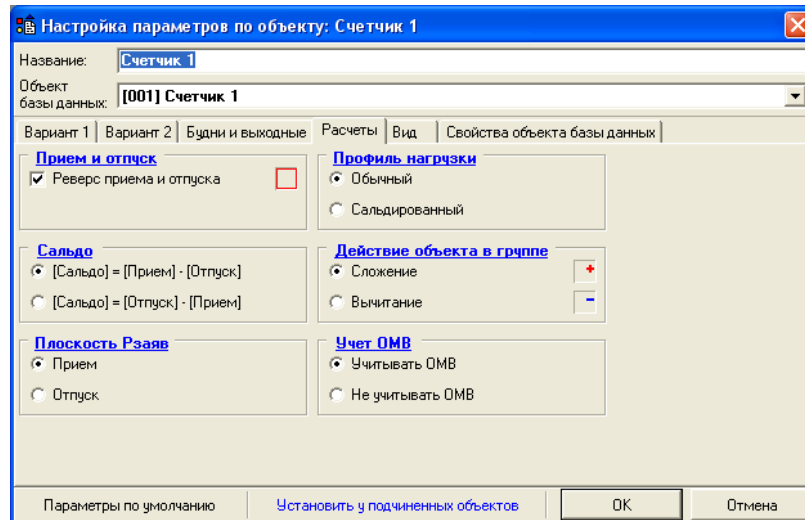 Настройка параметров по объекту: Счетчик 1
Название: Счетчик 1
Объект
базы данных: [001] Счетчик 1
Вариант 1 Вариант 2 Будни и выходные Расчеты Вид Свойства объекта базы данных
Прием и отпуск
Реверс приема и отпуска
Профиль нагрузки
Обычный
Сальдированный
Сальдо
[Сальдо] = [Прием] - [Отпуск]
[Сальдо] = [Отпуск] - [Прием]
Действие объекта в группе
Сложение +
Вычитание -
Плоскость Рзаяв
Прием
Отпуск
Учет ОМВ
Учитывать ОМВ
Не учитывать ОМВ
Параметры по умолчанию Установить у подчиненных объектов OK Отмена